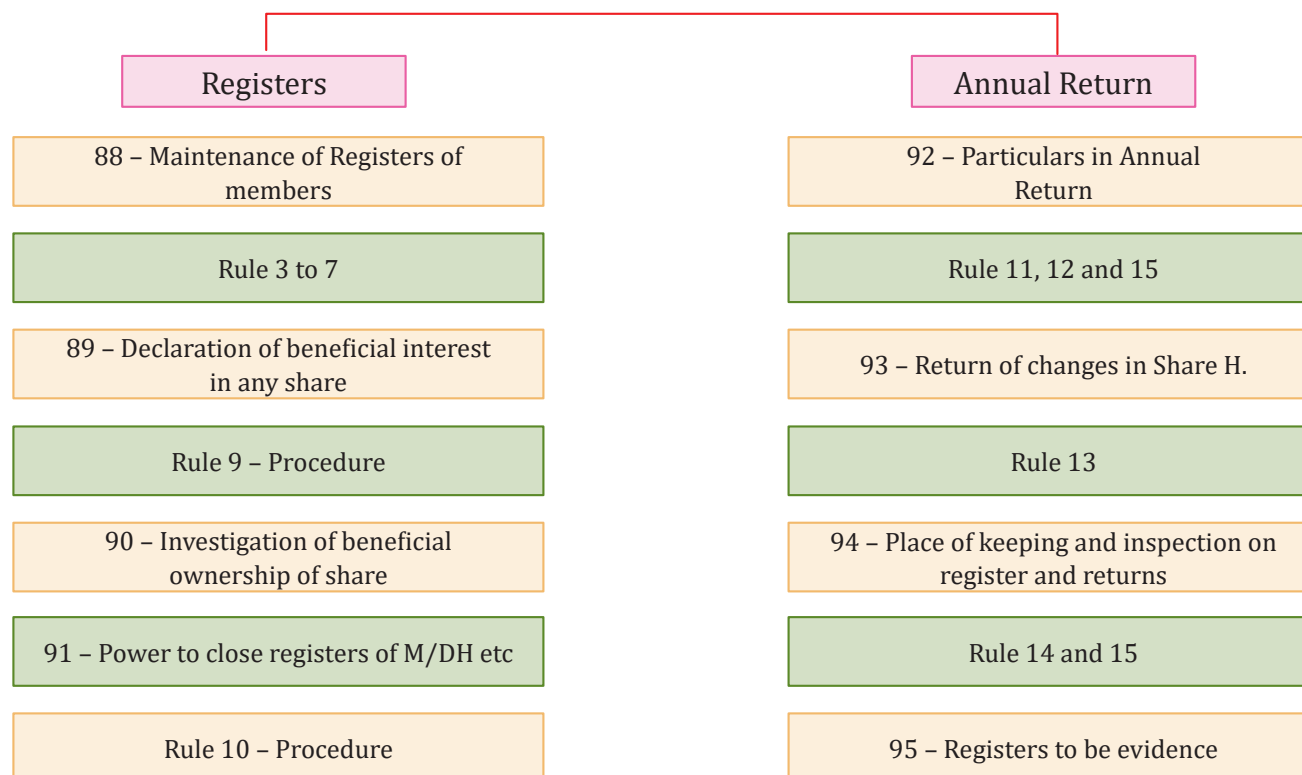 Registers
88 – Maintenance of Registers of
members
Rule 3 to 7
89 – Declaration of beneficial interest
in any share
Rule 9 – Procedure
90 – Investigation of beneficial
ownership of share
91 – Power to close registers of M/DH etc
Rule 10 – Procedure
Annual Return
92 – Particulars in Annual
Return
Rule 11, 12 and 15
93 – Return of changes in Share H.
Rule 13
94 – Place of keeping and inspection on
register and returns
Rule 14 and 15
95 – Registers to be evidence